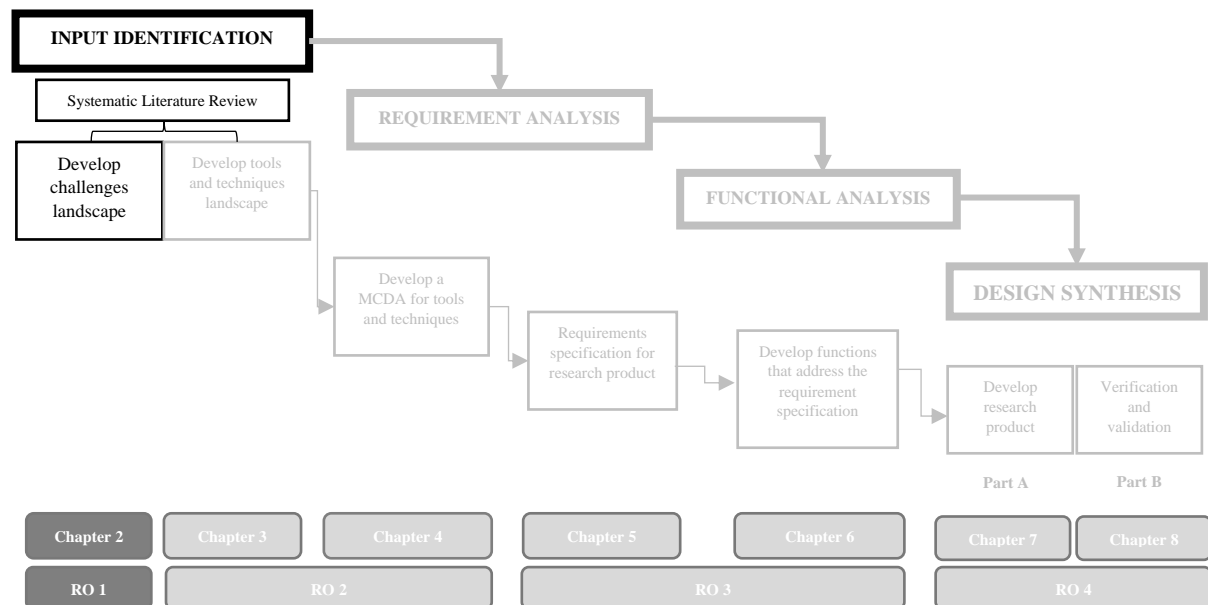 INPUT IDENTIFICATION
Systematic Literature Review
Develop
challenges
landscape
Develop tools
and techniques
landscape
REQUIREMENT ANALYSIS
FUNCTIONAL ANALYSIS
DESIGN SYNTHESIS
Develop a
MCDA for tools
and techniques
Requirements
specification for
research product
Develop functions
that address the
requirement
specification
Develop
research
product
Verification
and
validation
Part A
Part B
Chapter 2
Chapter 3
Chapter 4
Chapter 5
Chapter 6
Chapter 7
Chapter 8
RO 1
RO 2
RO 3
RO 4